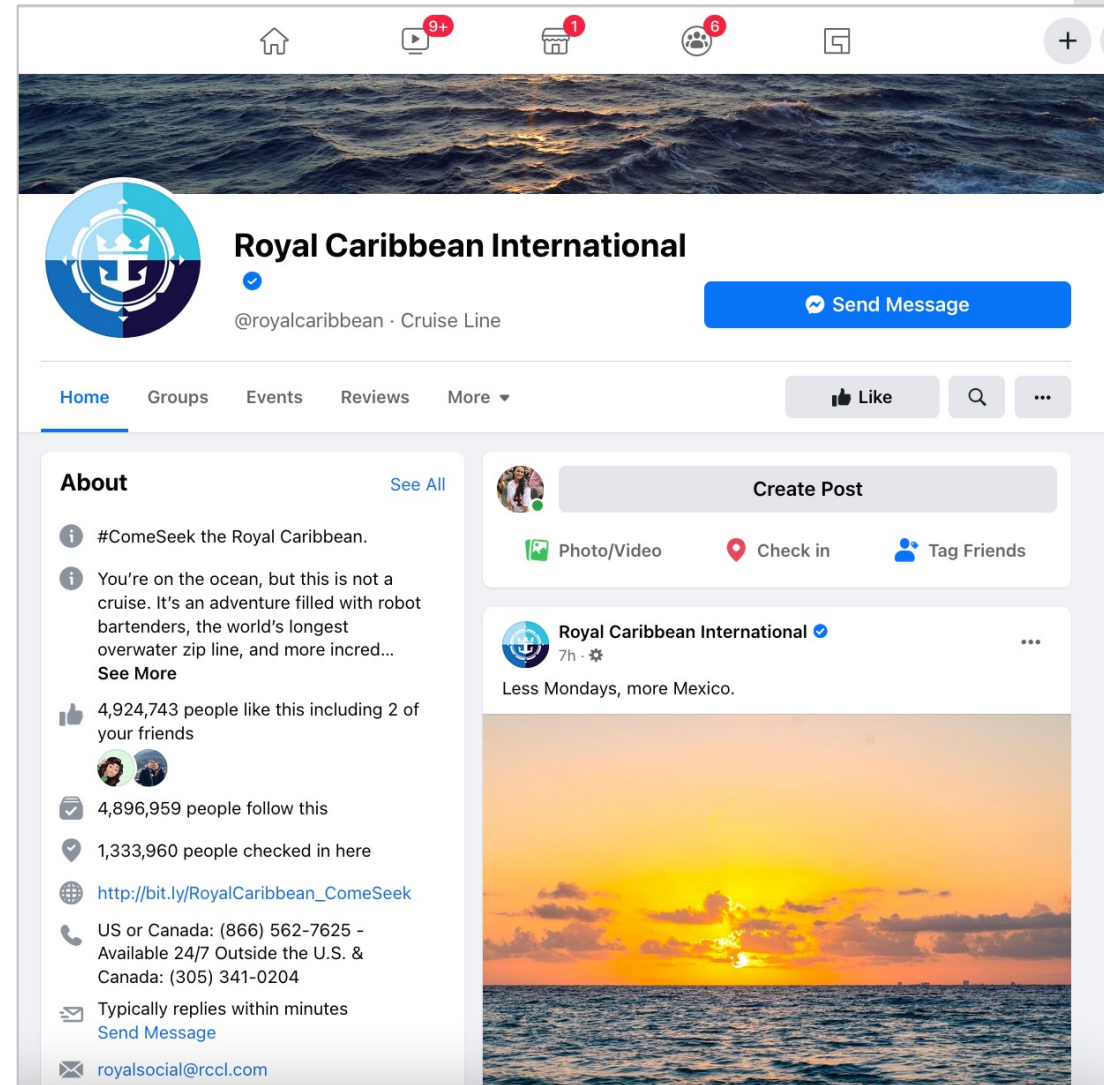 9+
1
6
Royal Caribbean International
@royalcaribbean · Cruise Line
Send Message
Home
Groups
Events
Reviews
More
Like
About
See All
#ComeSeek the Royal Caribbean.
You're on the ocean, but this is not a
cruise. It's an adventure filled with robot
bartenders, the world's longest
overwater zip line, and more incred...
See More
4,924,743 people like this including 2 of
your friends
4,896,959 people follow this
1,333,960 people checked in here
http://bit.ly/RoyalCaribbean_ComeSeek
US or Canada: (866) 562-7625 -
Available 24/7 Outside the U.S. &
Canada: (305) 341-0204
Typically replies within minutes
Send Message
royalsocial@rccl.com
Create Post
Photo/Video
Check in
Tag Friends
Royal Caribbean International
7h ·
Less Mondays, more Mexico.